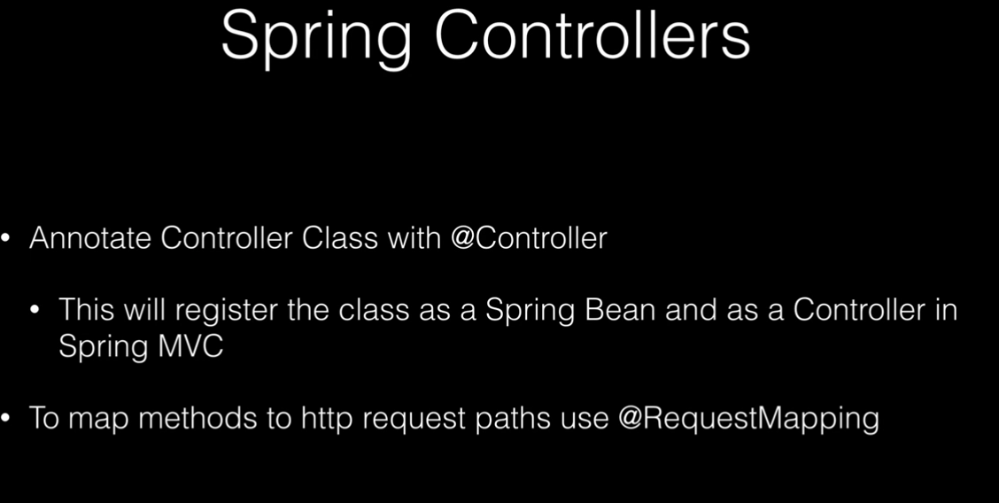 Spring Controllers
• Annotate Controller Class with @Controller
• This will register the class as a Spring Bean and as a Controller in
Spring MVC
• To map methods to http request paths use @RequestMapping